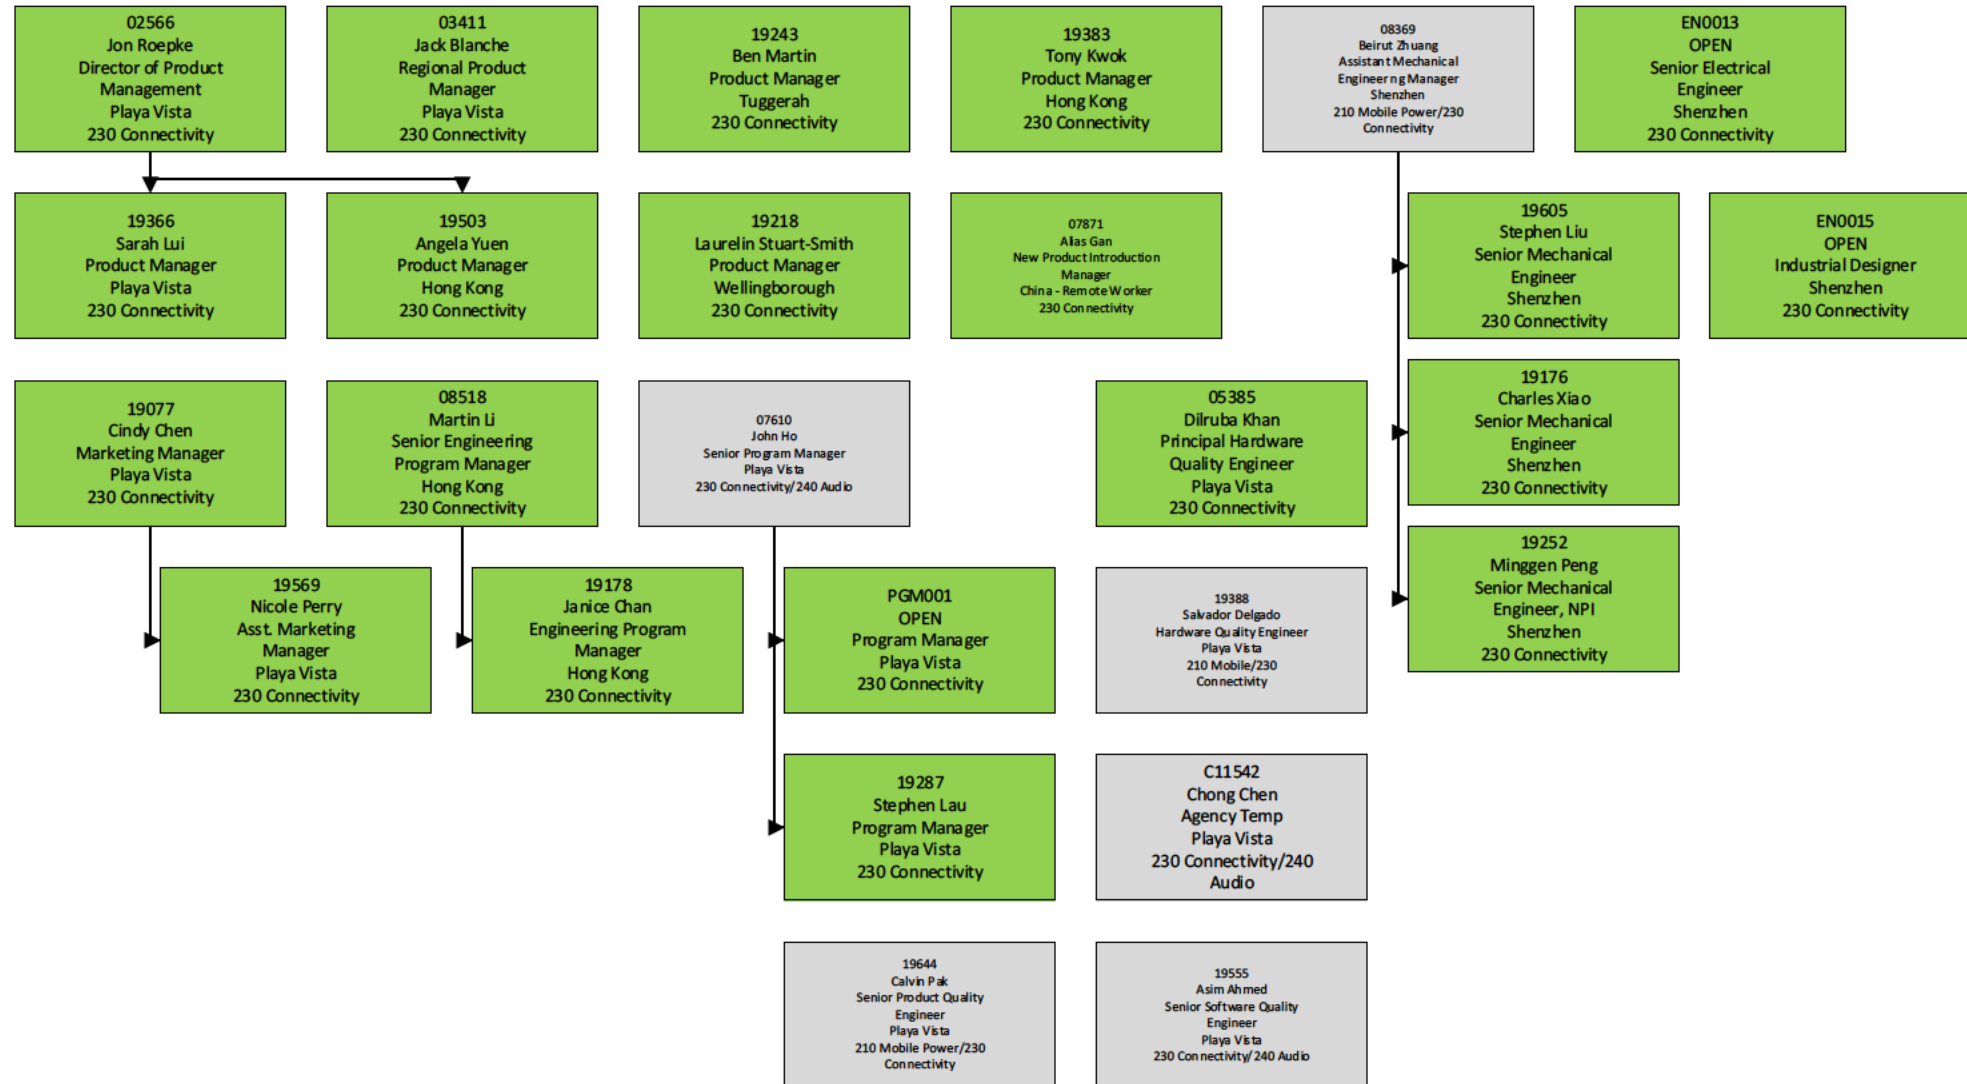 02566
Jon Roepke
Director of Product
Management
Playa Vista
230 Connectivity
03411
Jack Blanche
Regional Product
Manager
Playa Vista
230 Connectivity
19243
Ben Martin
Product Manager
Tuggerah
230 Connectivity
19383
Tony Kwok
Product Manager
Hong Kong
230 Connectivity
08369
Beirut Zhuang
Assistant Mechanical
Engineerng Manager
Shenzhen
210 Mobile Power/230
Connectivity
EN0013
OPEN
Senior Electrical
Engineer
Shenzhen
230 Connectivity
19366
Sarah Lui
Product Manager
Playa Vista
230 Connectivity
19503
Angela Yuen
Product Manager
Hong Kong
230 Connectivity
19218
Laurelin Stuart-Smith
Product Manager
Wellingborough
230 Connectivity
07871
Alias Gan
New Product Introduction
Manager
China - Remote Worker
230 Connectivity
19605
Stephen Liu
Senior Mechanical
Engineer
Shenzhen
230 Connectivity
EN0015
OPEN
Industrial Designer
Shenzhen
230 Connectivity
19077
Cindy Chen
Marketing Manager
Playa Vista
230 Connectivity
08518
Martin Li
Senior Engineering
Program Manager
Hong Kong
230 Connectivity
07610
John Ho
Senior Program Manager
Playa Vista
230 Connectivity/240 Audio
05385
Dilruba Khan
Principal Hardware
Quality Engineer
Playa Vista
230 Connectivity
19176
Charles Xiao
Senior Mechanical
Engineer
Shenzhen
230 Connectivity
19252
Minggen Peng
Senior Mechanical
Engineer, NPI
Shenzhen
230 Connectivity
19569
Nicole Perry
Asst. Marketing
Manager
Playa Vista
230 Connectivity
19178
Janice Chan
Engineering Program
Manager
Hong Kong
230 Connectivity
PGM001
OPEN
Program Manager
Playa Vista
230 Connectivity
19388
Salvador Delgado
Hardware Quality Engineer
Playa Vista
210 Mobile/230
Connectivity
19287
Stephen Lau
Program Manager
Playa Vista
230 Connectivity
C11542
Chong Chen
Agency Temp
Playa Vista
230 Connectivity/240
Audio
19644
Calvin Pak
Senior Product Quality
Engineer
Playa Vista
210 Mobile Power/230
Connectivity
19555
Asim Ahmed
Senior Software Quality
Engineer
Playa Vista
230 Connectivity/240 Audio